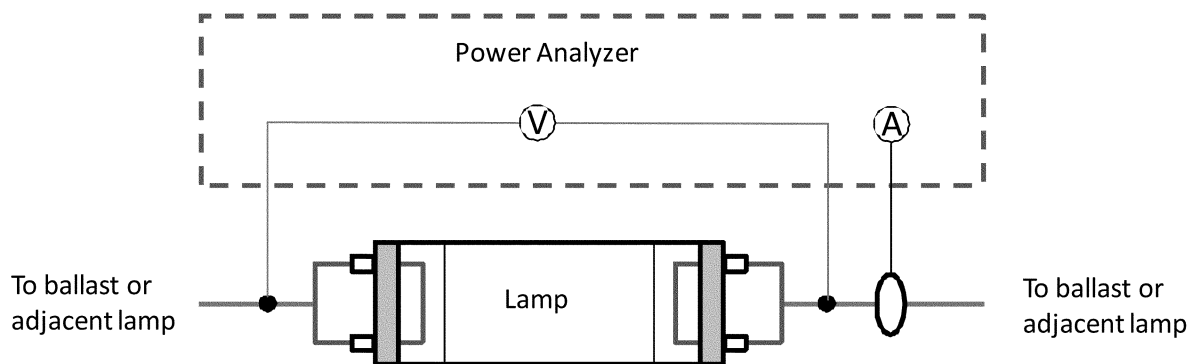 Power Analyzer
V
A
To ballast or
adjacent lamp
Lamp
To ballast or
adjacent lamp